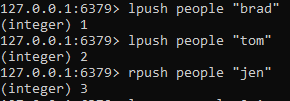 127.0.0.1:6379> lpush people "brad"
(integer) 1
127.0.0.1:6379> lpush people "tom"
(integer) 2
127.0.0.1:6379> rpush people "jen"
(integer) 3